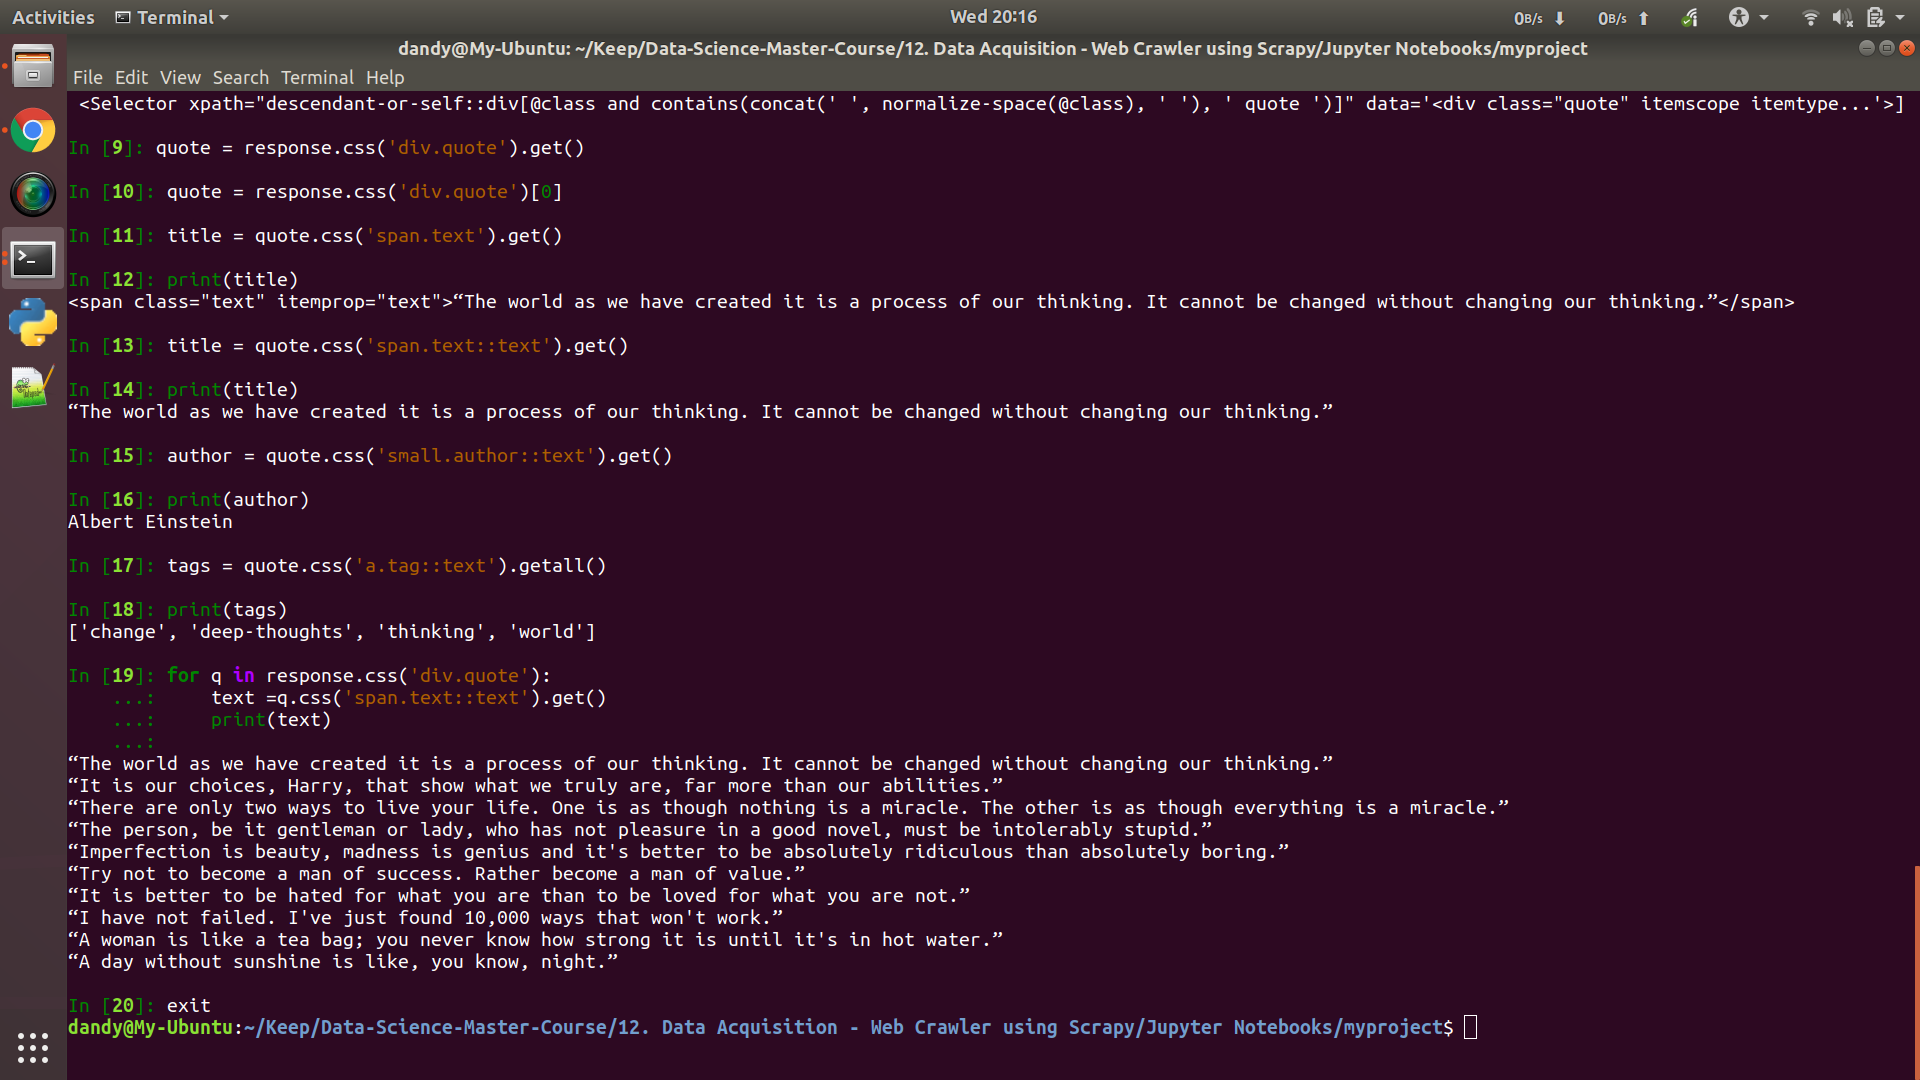 Activities Terminal Wed 20:16 0B/s 0B/s
dandy@My-Ubuntu: ~/Keep/Data-Science-Master-Course/12. Data Acquisition - Web Crawler using Scrapy/Jupyter Notebooks/myproject
File Edit View Search Terminal Help
<Selector xpath="descendant-or-self::div[@class and contains(concat(' ', normalize-space(@class), ' '), ' quote ')]" data='<div class="quote" itemscope itemtype...'>]
In [9]: quote = response.css('div.quote').get()
In [10]: quote = response.css('div.quote')[0]
In [11]: title = quote.css('span.text').get()
In [12]: print(title)
<span class="text" itemprop="text">“The world as we have created it is a process of our thinking. It cannot be changed without changing our thinking.”</span>
In [13]: title = quote.css('span.text::text').get()
In [14]: print(title)
“The world as we have created it is a process of our thinking. It cannot be changed without changing our thinking.”
In [15]: author = quote.css('small.author::text').get()
In [16]: print(author)
Albert Einstein
In [17]: tags = quote.css('a.tag::text').getall()
In [18]: print(tags)
['change', 'deep-thoughts', 'thinking', 'world']
In [19]: for q in response.css('div.quote'):
...:     text =q.css('span.text::text').get()
...:     print(text)
...:
“The world as we have created it is a process of our thinking. It cannot be changed without changing our thinking.”
“It is our choices, Harry, that show what we truly are, far more than our abilities.”
“There are only two ways to live your life. One is as though nothing is a miracle. The other is as though everything is a miracle.”
“The person, be it gentleman or lady, who has not pleasure in a good novel, must be intolerably stupid.”
“Imperfection is beauty, madness is genius and it's better to be absolutely ridiculous than absolutely boring.”
“Try not to become a man of success. Rather become a man of value.”
“It is better to be hated for what you are than to be loved for what you are not.”
“I have not failed. I've just found 10,000 ways that won't work.”
“A woman is like a tea bag; you never know how strong it is until it's in hot water.”
“A day without sunshine is like, you know, night.”
In [20]: exit
dandy@My-Ubuntu:~/Keep/Data-Science-Master-Course/12. Data Acquisition - Web Crawler using Scrapy/Jupyter Notebooks/myproject$